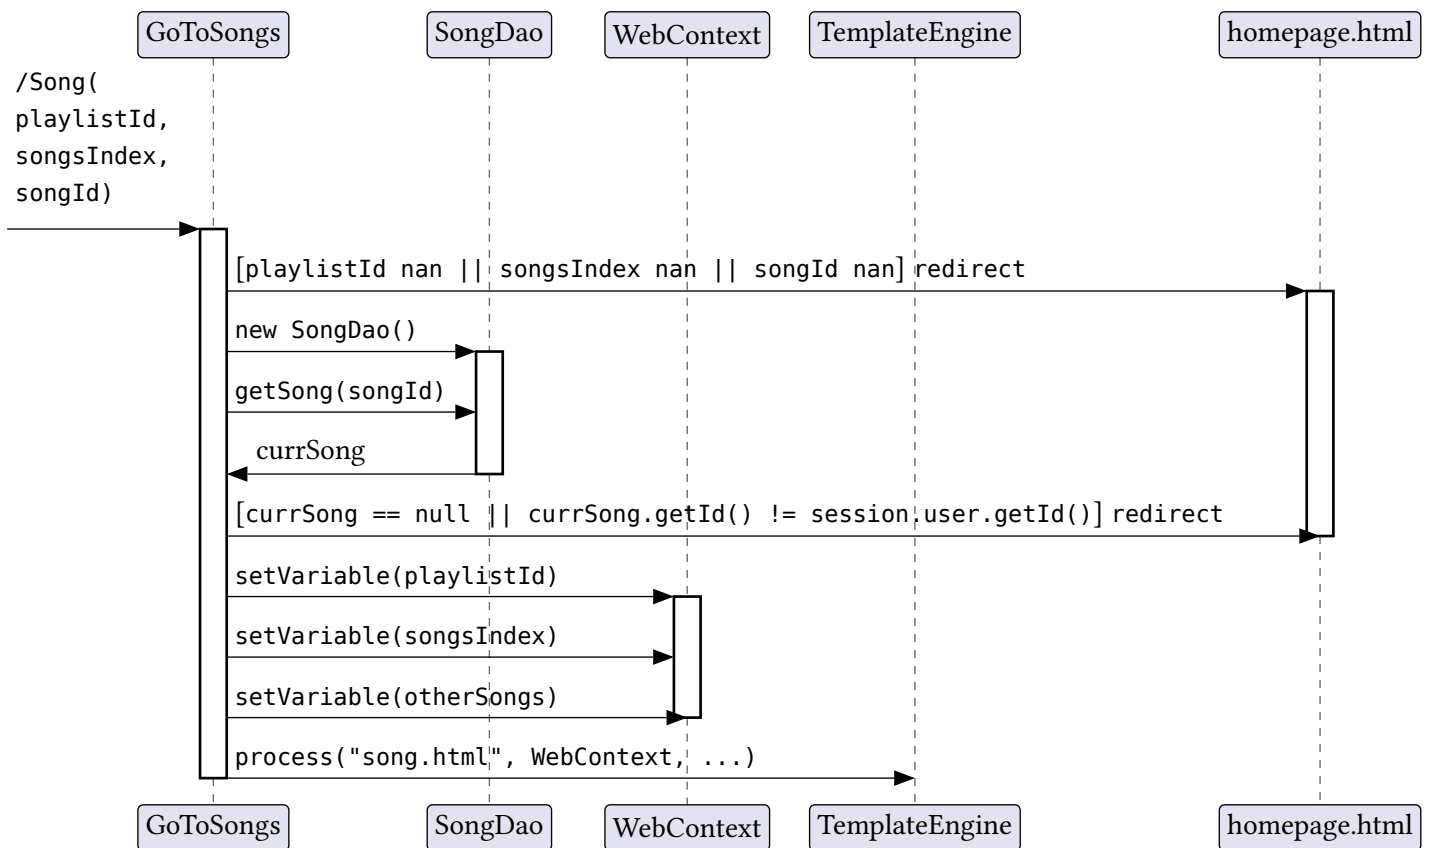 GoToSongs SongDao WebContext TemplateEngine homepage.html
/Song(
playlistId,
songsIndex,
songId)
[playlistId nan || songsIndex nan || songId nan] redirect
new SongDao()
getSong(songId)
currSong
[currSong == null || currSong.getId() != session.user.getId()] redirect
setVariable(playlistId)
setVariable(songsIndex)
setVariable(otherSongs)
process("song.html", WebContext, ...)
GoToSongs SongDao WebContext TemplateEngine homepage.html